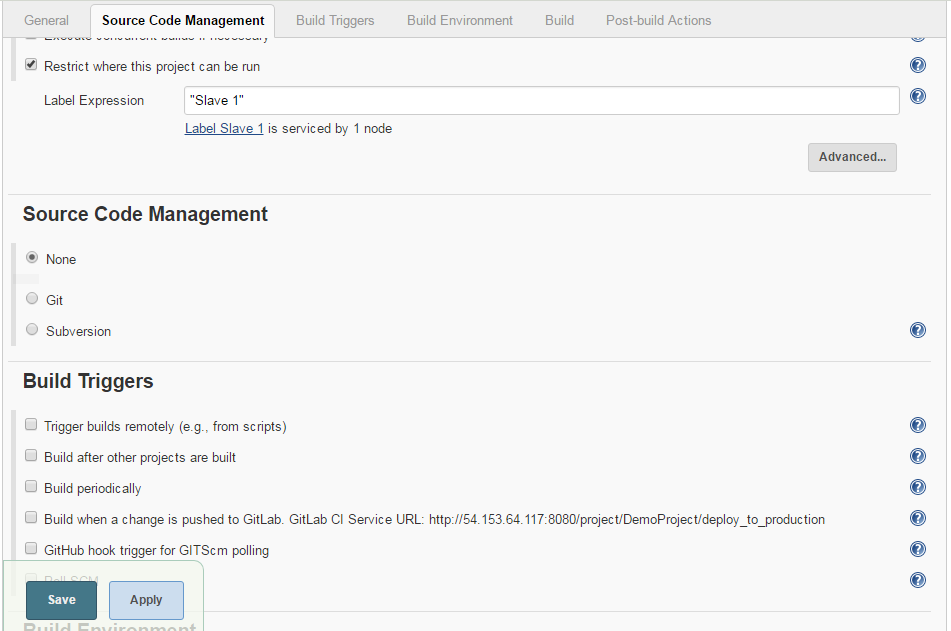 General Source Code Management Build Triggers Build Environment Build Post-build Actions
Execute concurrent builds if necessary
Restrict where this project can be run
Label Expression "Slave 1"
Label Slave 1 is serviced by 1 node
Advanced...
Source Code Management
None
Git
Subversion
Build Triggers
Trigger builds remotely (e.g., from scripts)
Build after other projects are built
Build periodically
Build when a change is pushed to GitLab. GitLab CI Service URL: http://54.153.64.117:8080/project/DemoProject/deploy_to_production
GitHub hook trigger for GITScm polling
Poll SCM
Save Apply
Build Environment